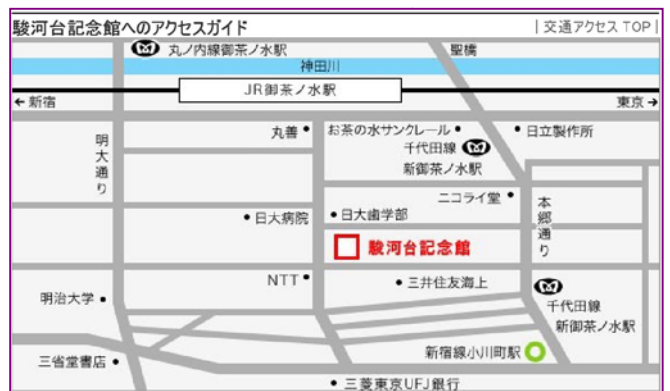 駿河台記念館へのアクセスガイド
| 交通アクセス TOP |
丸ノ内線御茶ノ水駅
聖橋
神田川
JR御茶ノ水駅
←新宿
東京→
明大通り
丸善
お茶の水サンクレール
日立製作所
千代田線
新御茶ノ水駅
ニコライ堂
本郷通り
日大病院
日大歯学部
駿河台記念館
NTT
三井住友海上
明治大学
千代田線
新御茶ノ水駅
新宿線小川町駅
三省堂書店
三菱東京UFJ銀行